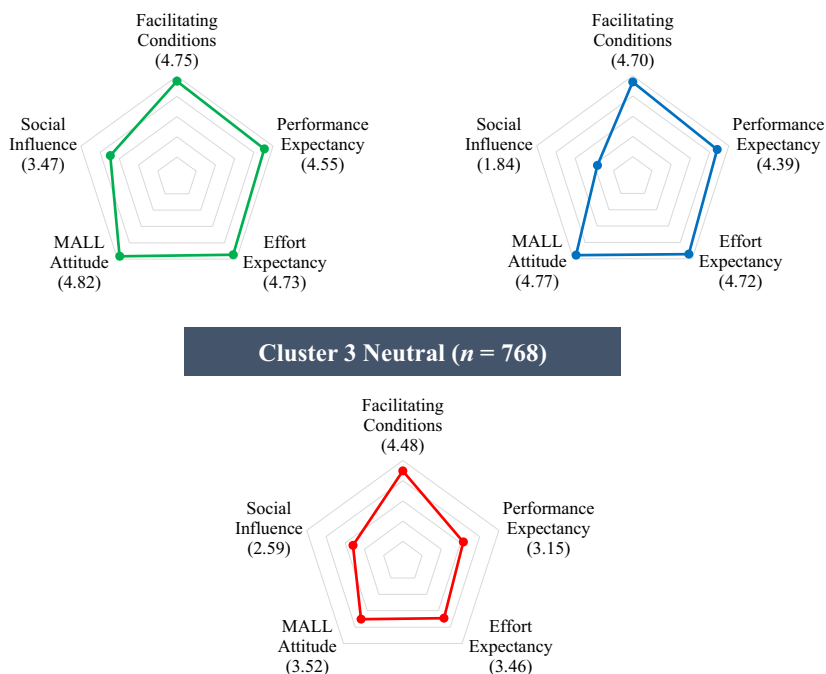 Facilitating
Conditions
(4.75)
Social
Influence
(3.47)
Performance
Expectancy
(4.55)
MALL
Attitude
(4.82)
Effort
Expectancy
(4.73)
Facilitating
Conditions
(4.70)
Social
Influence
(1.84)
Performance
Expectancy
(4.39)
MALL
Attitude
(4.77)
Effort
Expectancy
(4.72)
Cluster 3 Neutral (n = 768)
Facilitating
Conditions
(4.48)
Social
Influence
(2.59)
Performance
Expectancy
(3.15)
MALL
Attitude
(3.52)
Effort
Expectancy
(3.46)